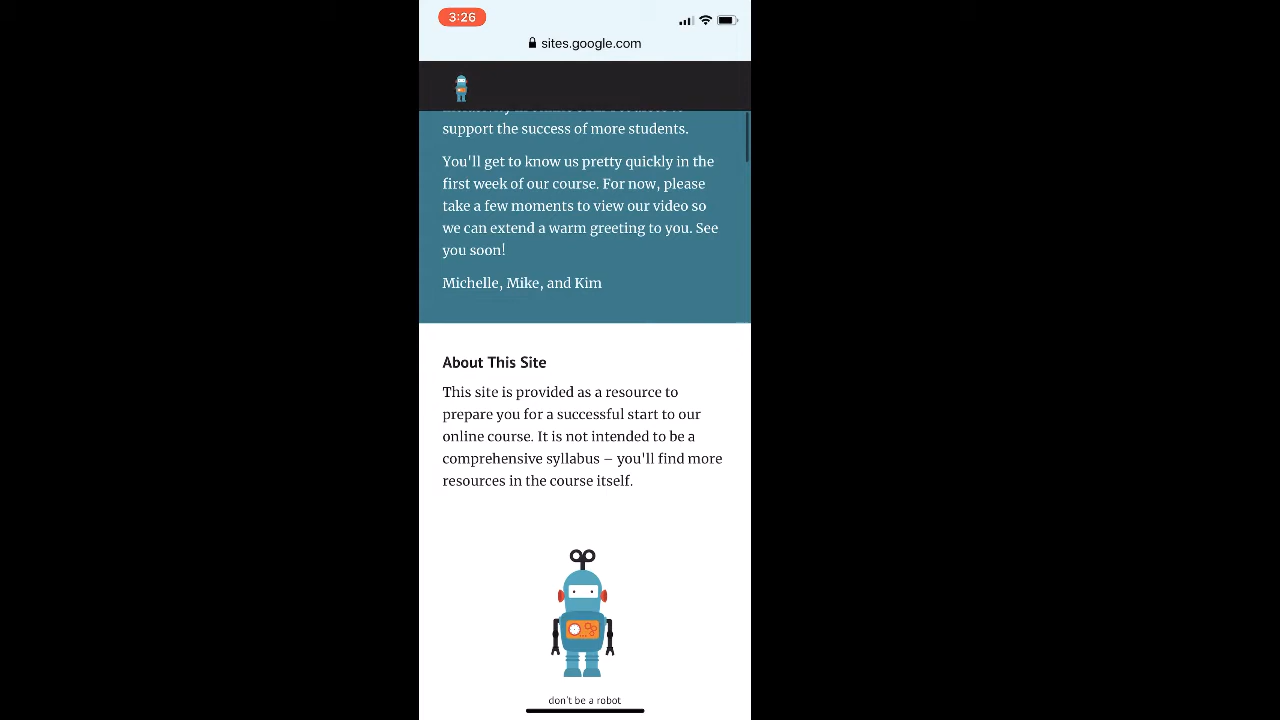 3:26
sites.google.com
support the success of more students.
You'll get to know us pretty quickly in the
first week of our course. For now, please
take a few moments to view our video so
we can extend a warm greeting to you. See
you soon!
Michelle, Mike, and Kim
About This Site
This site is provided as a resource to
prepare you for a successful start to our
online course. It is not intended to be a
comprehensive syllabus – you'll find more
resources in the course itself.
don't be a robot